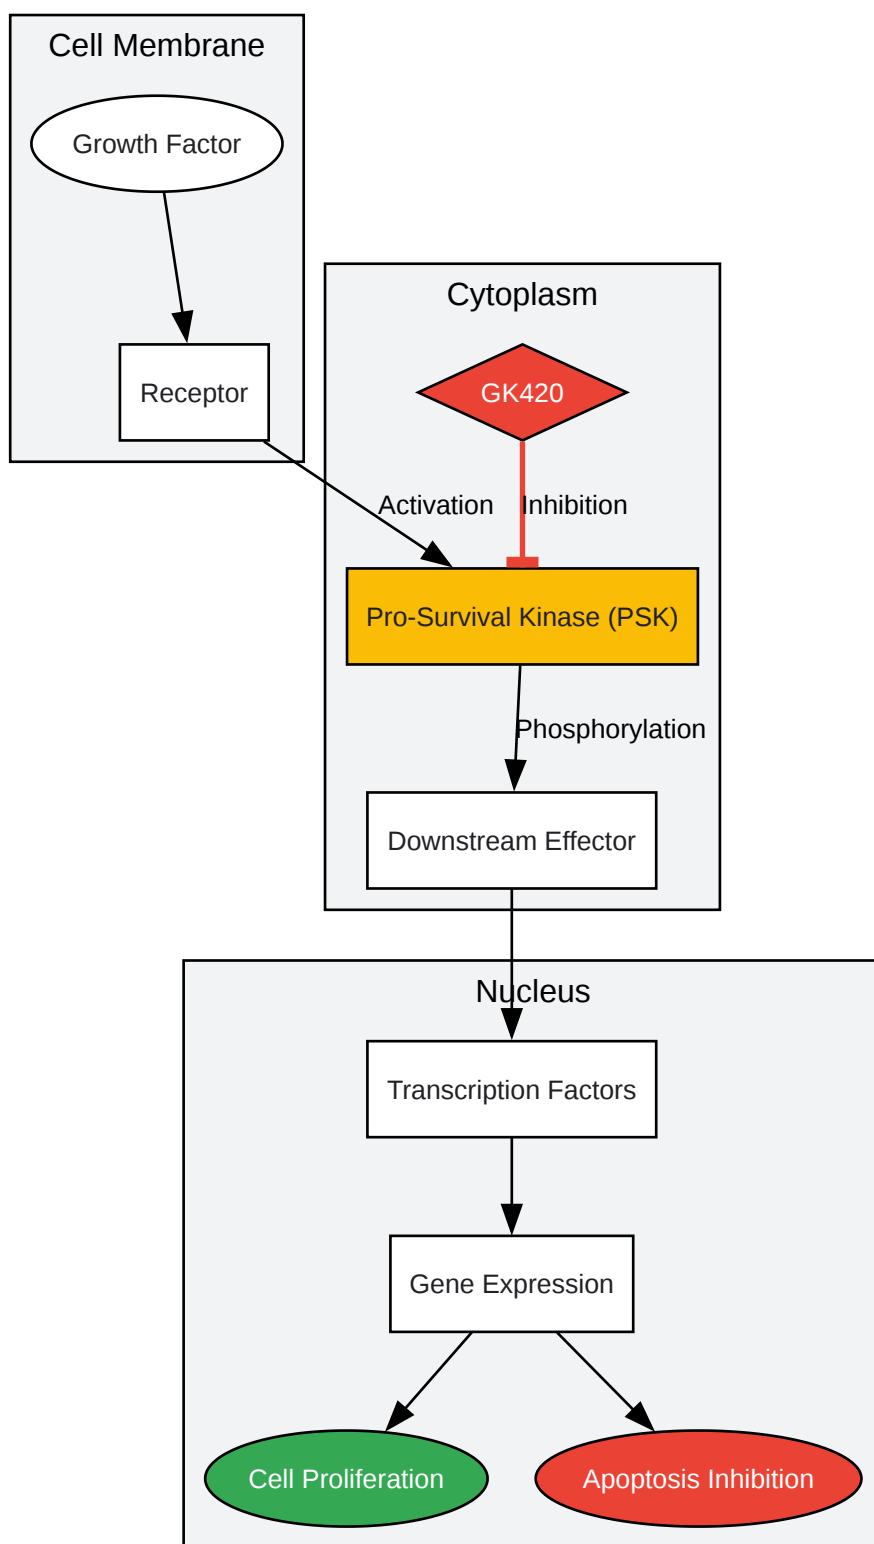 Cell Membrane
Growth Factor
Receptor
Cytoplasm
GK420
Activation
Inhibition
Pro-Survival Kinase (PSK)
Phosphorylation
Downstream Effector
Nucleus
Transcription Factors
Gene Expression
Cell Proliferation
Apoptosis Inhibition